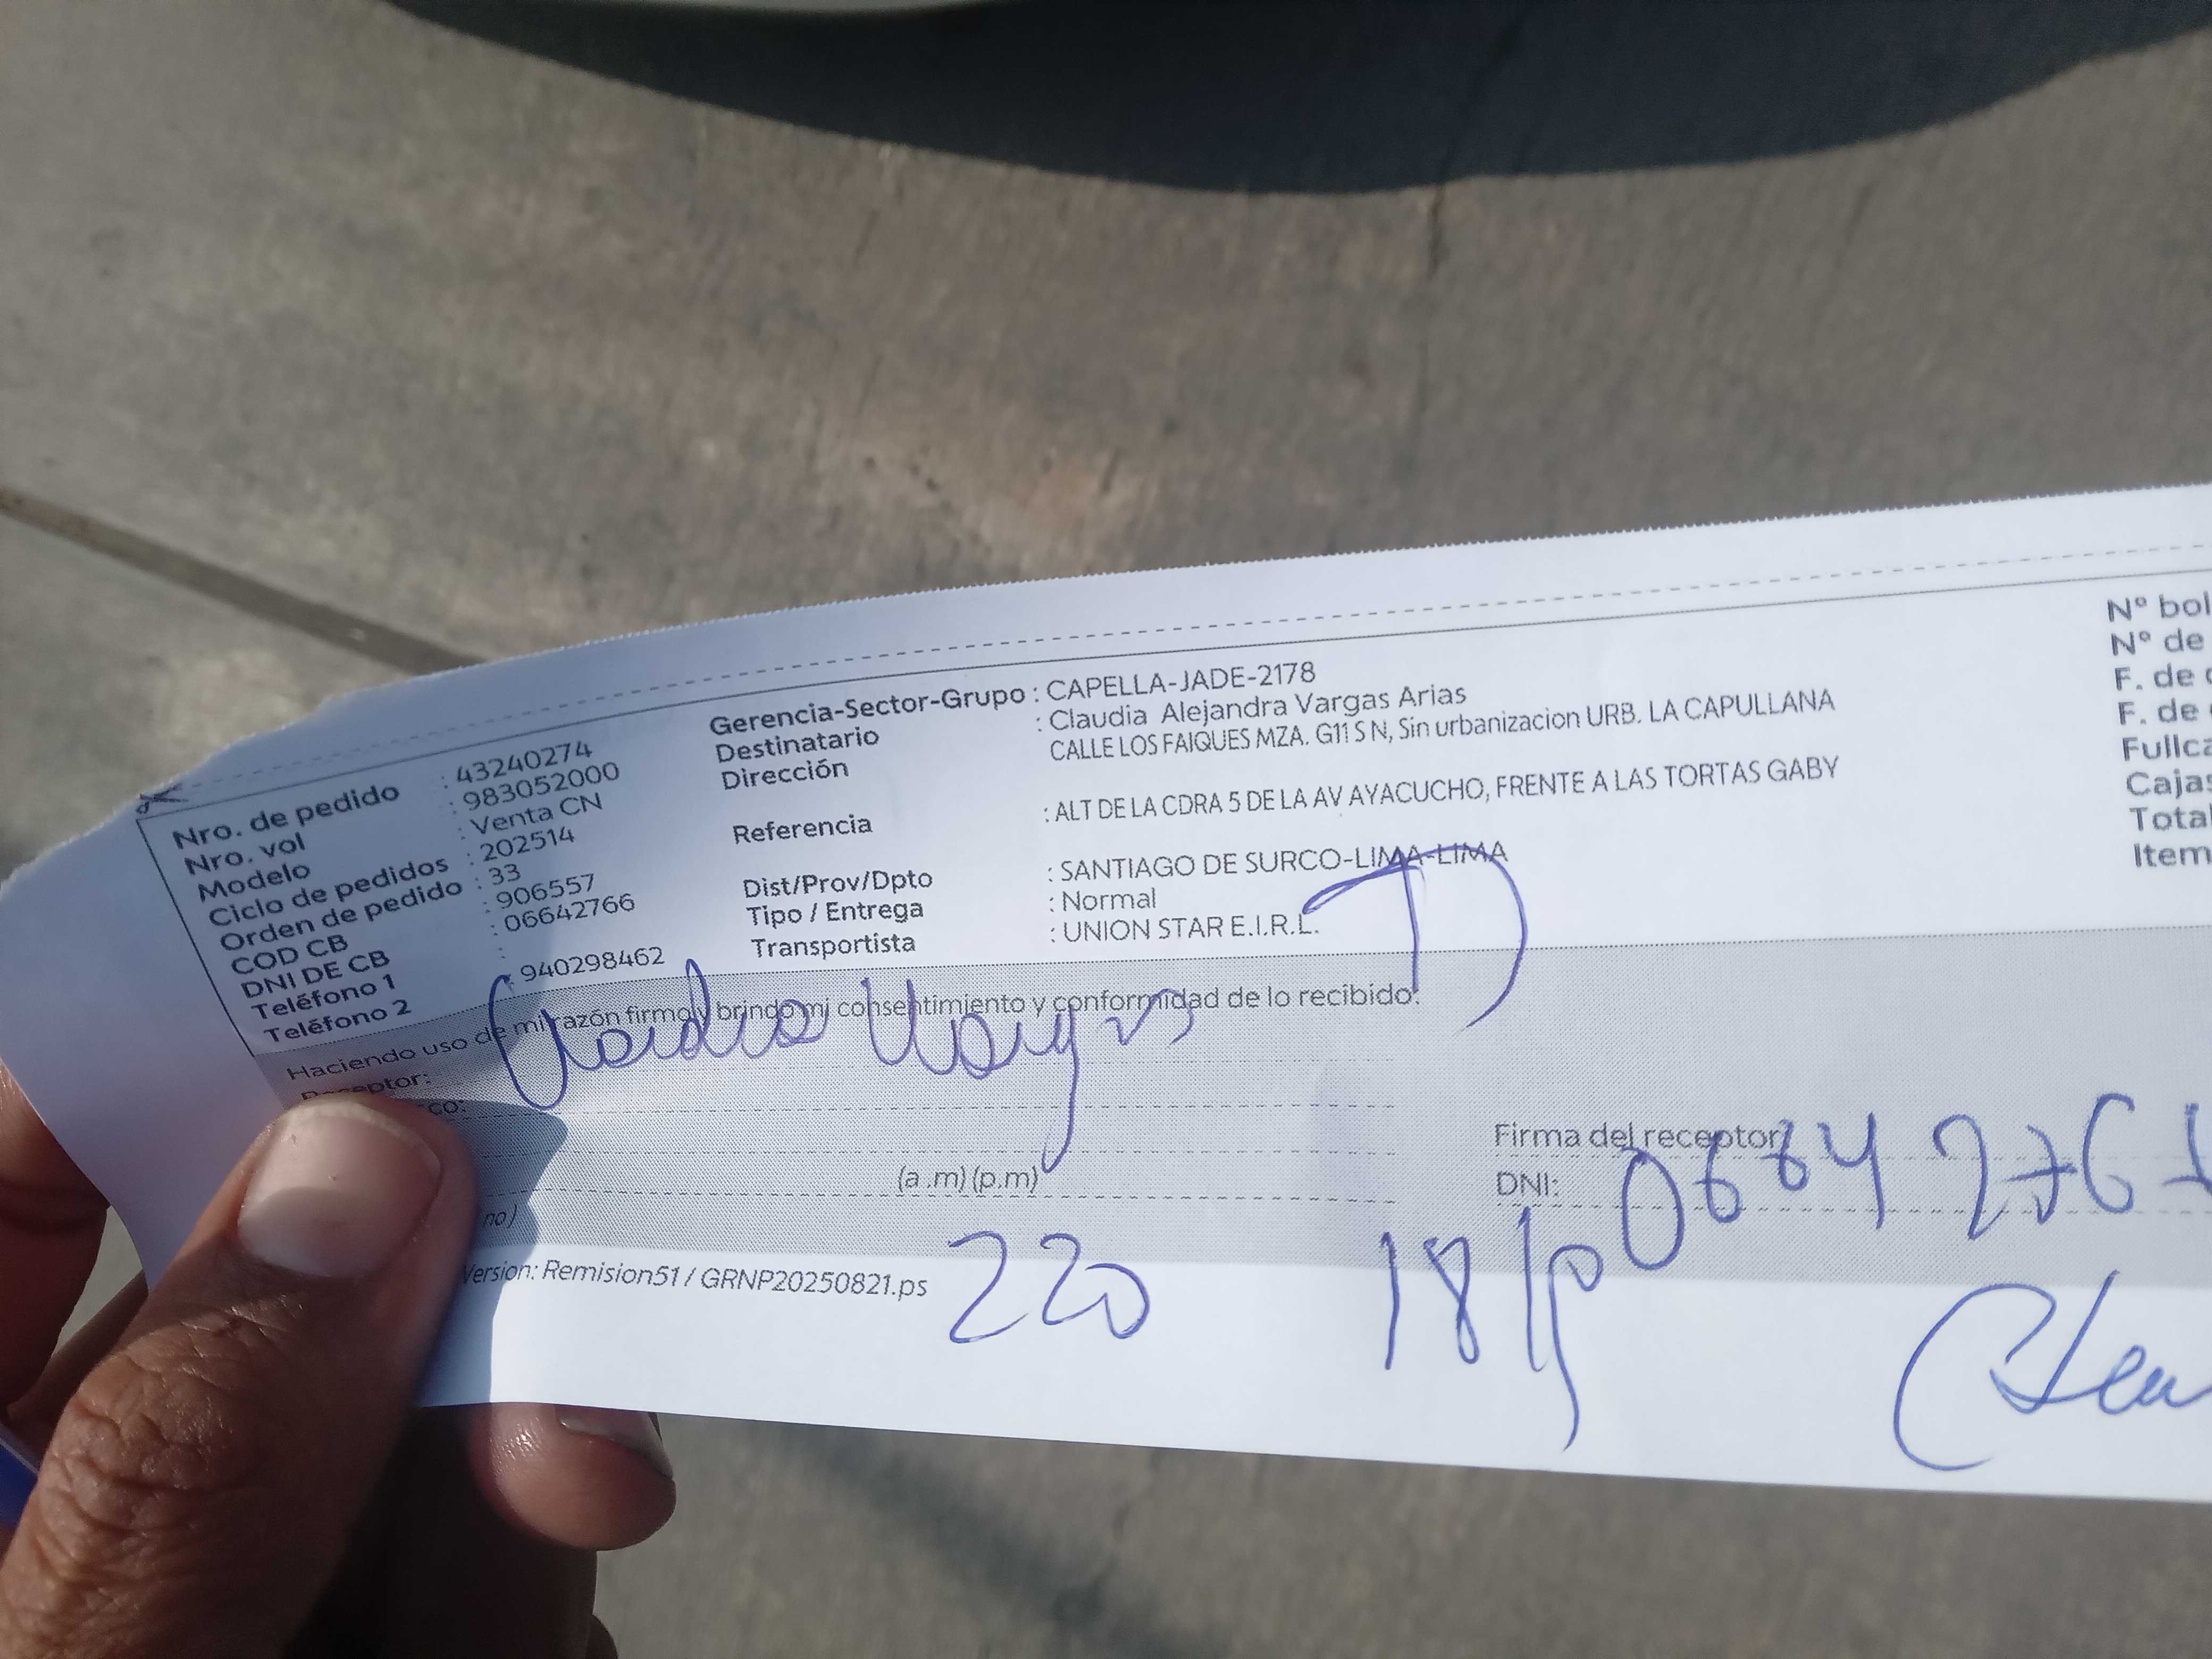 Nro. de pedido : 43240274
Nro. vol : 983052000
Modelo : Venta CN
Ciclo de pedidos : 202514
Orden de pedido : 33
COD CB : 906557
DNI DE CB : 06642766
Teléfono 1 :
Teléfono 2 : 940298462
Gerencia-Sector-Grupo : CAPELLA-JADE-2178
Destinatario : Claudia Alejandra Vargas Arias
Dirección CALLE LOS FAIQUES MZA. G11 S N, Sin urbanizacion URB. LA CAPULLANA
Referencia : ALT DE LA CDRA 5 DE LA AV AYACUCHO, FRENTE A LAS TORTAS GABY
Dist/Prov/Dpto : SANTIAGO DE SURCO-LIMA-LIMA
Tipo / Entrega : Normal
Transportista : UNION STAR E.I.R.L.
N° bol
N° de
F. de
F. de
Fullca
Cajas
Total
Item
Haciendo uso de mi razón firmo y brindo mi consentimiento y conformidad de lo recibido.
Claudia Vargas
Receptor:
co:
(a .m) (p.m)
no)
Firma del receptor
DNI: 0664276
Version: Remision51 / GRNP20250821.ps
220